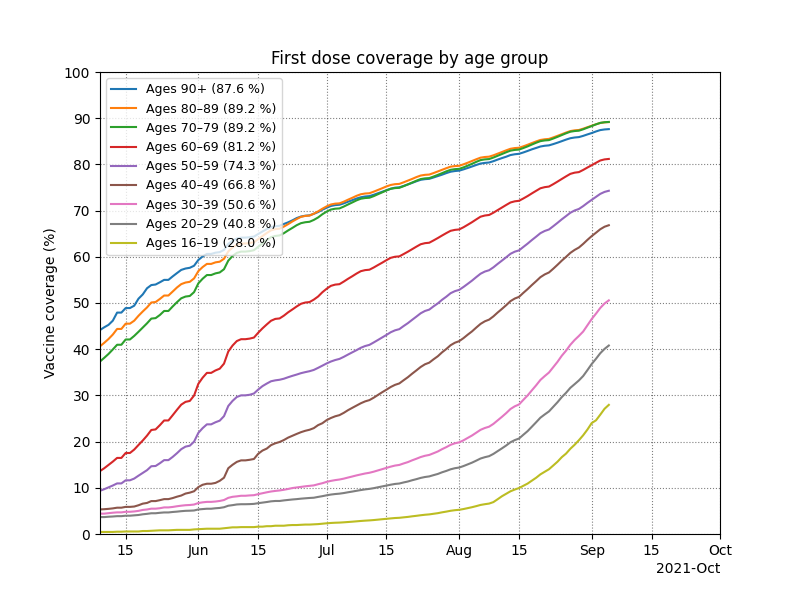 First dose coverage by age group
100
90
80
70
60
50
40
30
20
10
0
Vaccine coverage (%)
Ages 90+ (87.6 %)
Ages 80–89 (89.2 %)
Ages 70–79 (89.2 %)
Ages 60–69 (81.2 %)
Ages 50–59 (74.3 %)
Ages 40–49 (66.8 %)
Ages 30–39 (50.6 %)
Ages 20–29 (40.8 %)
Ages 16–19 (28.0 %)
15 Jun 15 Jul 15 Aug 15 Sep 15 Oct
2021-Oct